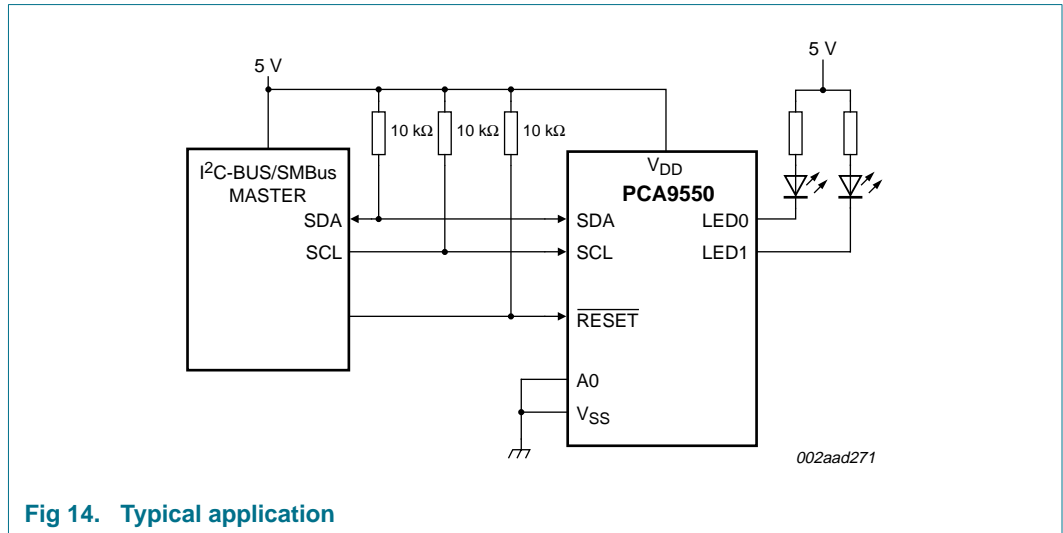 5 V
5 V
10 kΩ 10 kΩ 10 kΩ
I2C-BUS/SMBus
MASTER
SDA
SCL
VDD
PCA9550
SDA
SCL
RESET
A0
VSS
LED0
LED1
002aad271
Fig 14. Typical application